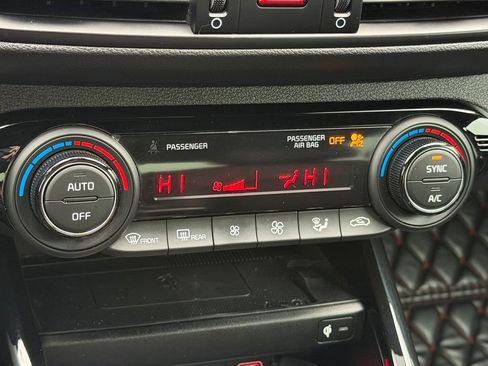 PASSENGER
PASSENGER AIR BAG OFF
HI HI
AUTO
OFF
SYNC
A/C
FRONT
REAR